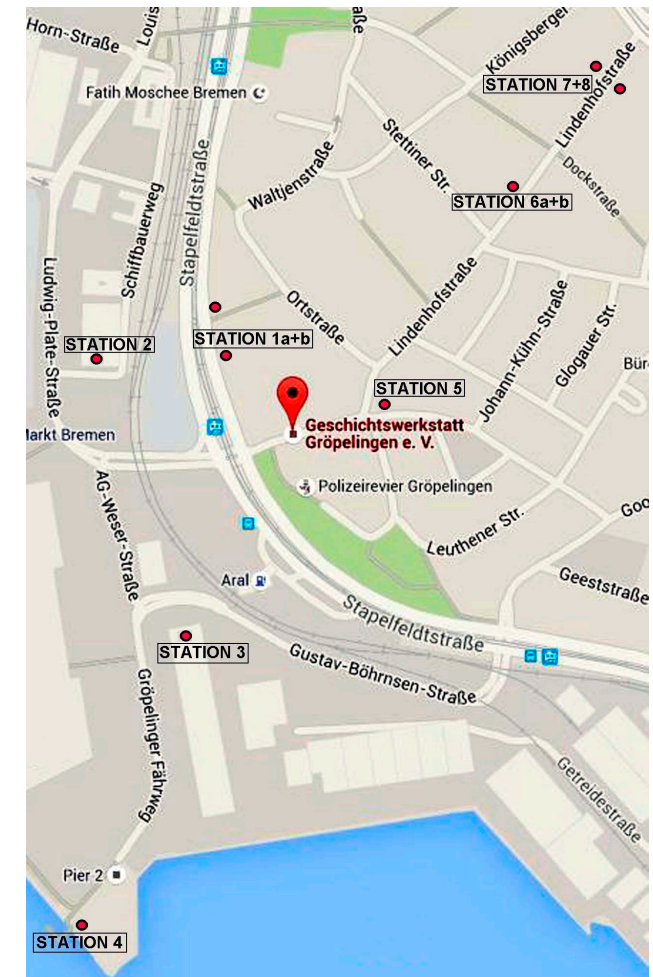 Horn-Straße
Louis
aße
Königsberger
Fatih Moschee Bremen
STATION 7+8
Lindenhofstraße
Stettiner Str.
Dockstraße
Waltjenstraße
STATION 6a+b
Stapelfeldtstraße
Schiffbauerweg
Ludwig-Plate-Straße
Ortstraße
Lindenhofstraße
Johann-Kühn-Straße
Glogauer Str.
STATION 1a+b
STATION 2
Bür
STATION 5
Geschichtswerkstatt
Gröpelingen e. V.
Markt Bremen
AG-Weser-Straße
Polizeirevier Gröpelingen
Goo
Leuthener Str.
Aral
Geeststraße
Stapelfeldtstraße
STATION 3
Gustav-Böhrnsen-Straße
Gröpelinger Fährweg
Getreidestraße
Pier 2
STATION 4